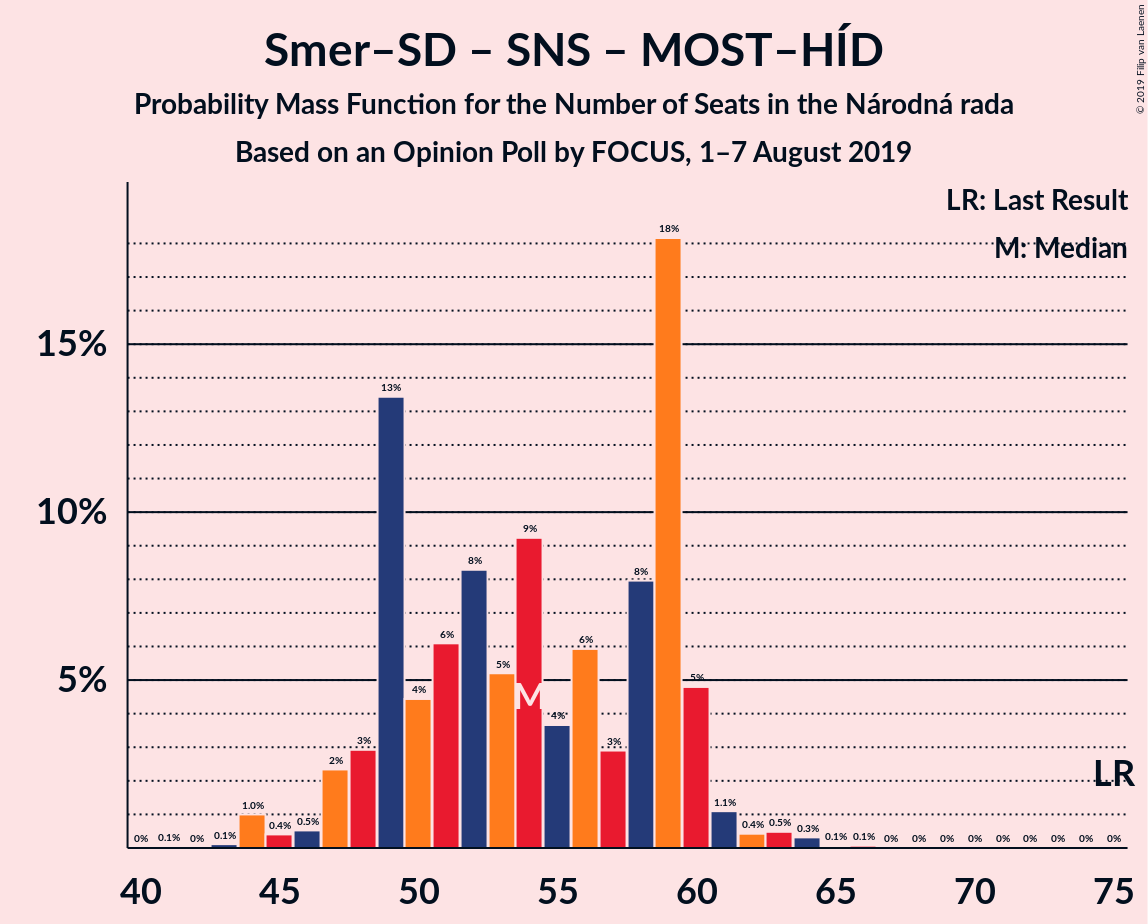 Smer–SD – SNS – MOST–HÍD
Probability Mass Function for the Number of Seats in the Národná rada
Based on an Opinion Poll by FOCUS, 1–7 August 2019
© 2019 Filip van Laenen
LR: Last Result
M: Median
15%
10%
5%
0% 0.1% 0% 0.1% 1.0% 0.4% 0.5% 2% 3% 13% 4% 6% 8% 5% 9% 4% 6% 3% 8% 18% 5% 1.1% 0.4% 0.5% 0.3% 0.1% 0.1% 0% 0% 0% 0% 0% 0% 0% 0% 0%
M
LR
40 45 50 55 60 65 70 75